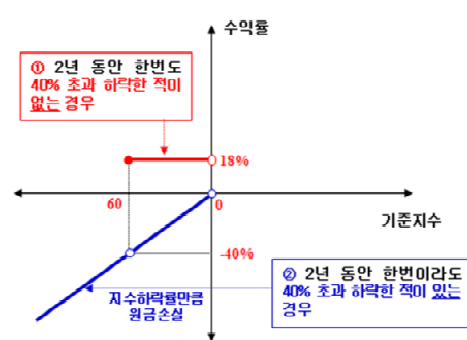 수익률
① 2년 동안 한번도
40% 초과 하락한 적이
없는 경우
18%
60
0
기준지수
-40%
지수하락률만큼
원금손실
② 2년 동안 한번이라도
40% 초과 하락한 적이 있는
경우